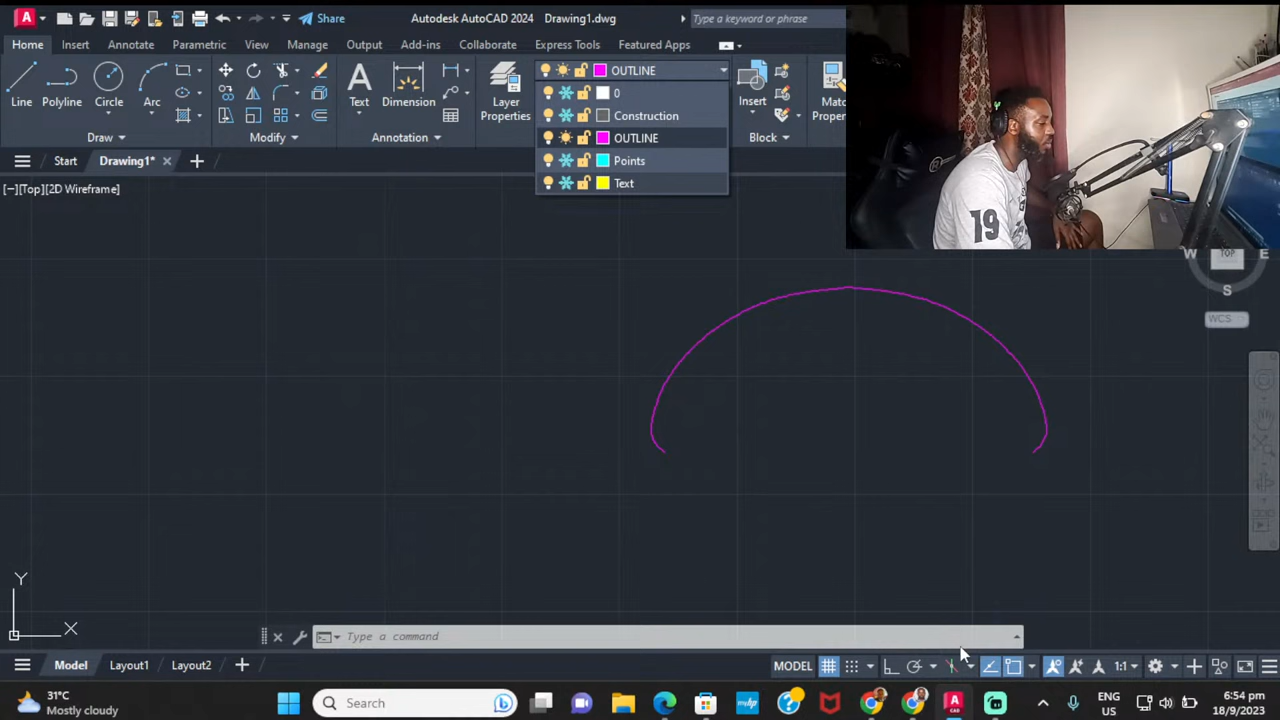 Share
Autodesk AutoCAD 2024 Drawing1.dwg
Type a keyword or phrase
Home Insert Annotate Parametric View Manage Output Add-ins Collaborate Express Tools Featured Apps
OUTLINE
0
Construction
OUTLINE
Points
Text
Line Polyline Circle Arc
Text Dimension
Layer
Properties
Insert
Draw Modify Annotation Block
Start Drawing1*
[−][Top][2D Wireframe]
19
W TOP E
S
WCS
Y
X
Type a command
Model Layout1 Layout2
MODEL
1:1
31°C
Mostly cloudy
Search
ENG
US
6:54 pm
18/9/2023